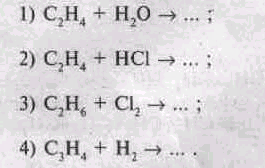 1) C₂H₄ + H₂O → ... ;
2) C₂H₄ + HCl → ... ;
3) C₂H₆ + Cl₂ → ... ;
4) C₃H₄ + H₂ → ... .